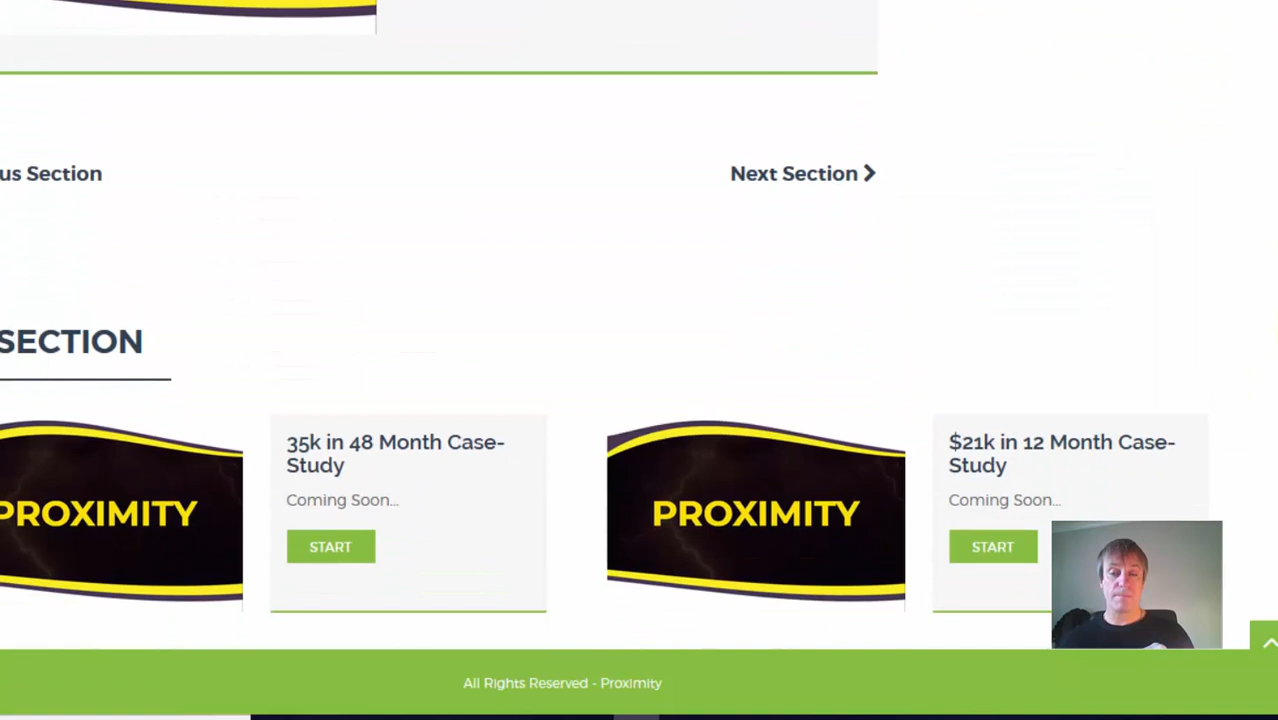 us Section
Next Section
SECTION
PROXIMITY
35k in 48 Month Case-
Study
Coming Soon...
START
PROXIMITY
$21k in 12 Month Case-
Study
Coming Soon...
START
All Rights Reserved - Proximity